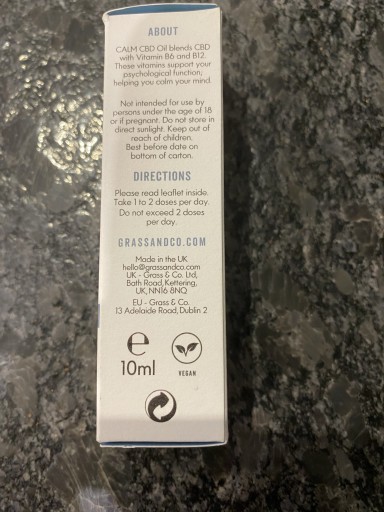 ABOUT
CALM CBD Oil blends CBD
with Vitamin B6 and B12.
These vitamins support your
psychological function;
helping you calm your mind.
Not intended for use by
persons under the age of 18
or if pregnant. Do not store in
direct sunlight. Keep out of
reach of children.
Best before date on
bottom of carton.
DIRECTIONS
Please read leaflet inside.
Take 1 to 2 doses per day.
Do not exceed 2 doses
per day.
GRASSANDCO.COM
Made in the UK
hello@grassandco.com
UK - Grass & Co. Ltd,
Bath Road, Kettering,
UK, NN16 8NQ
EU - Grass & Co.
13 Adelaide Road, Dublin 2
℮
10ml
VEGAN